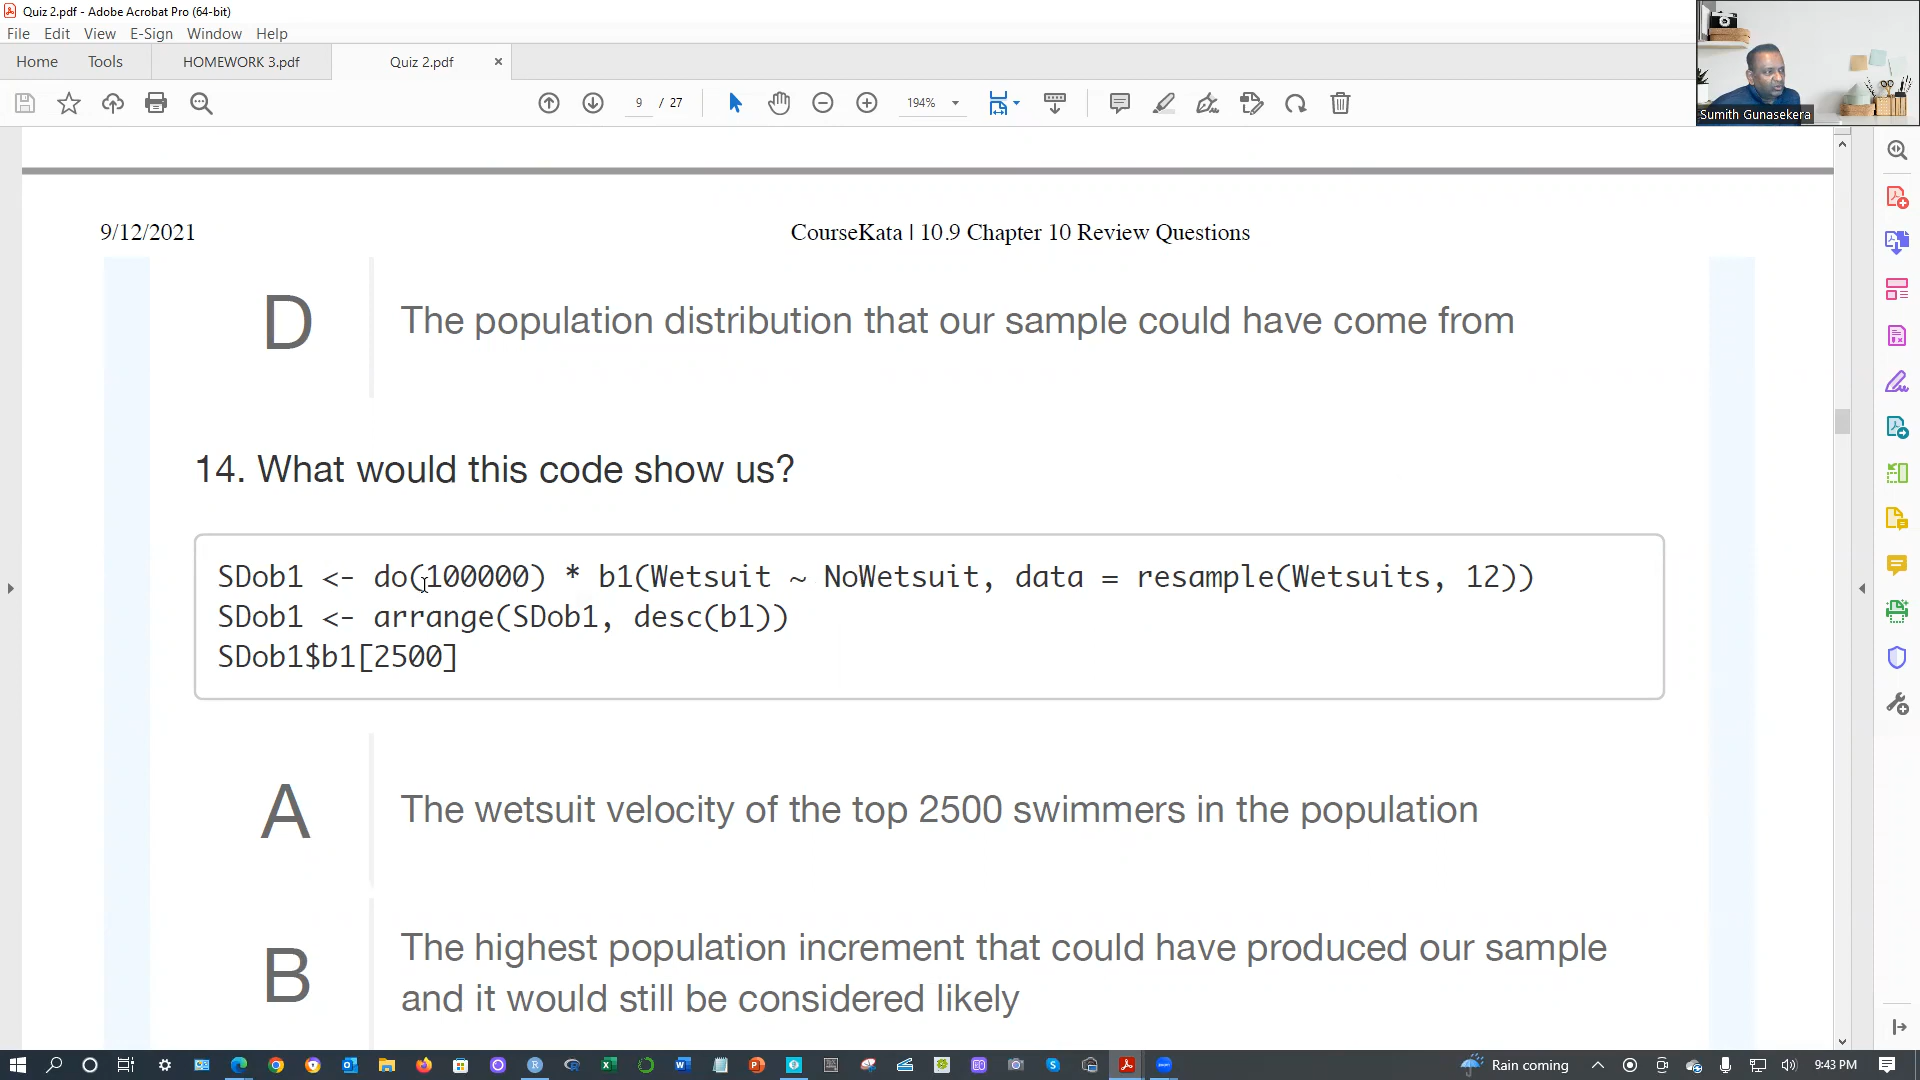 Quiz 2.pdf - Adobe Acrobat Pro (64-bit)
File Edit View E-Sign Window Help
Home Tools HOMEWORK 3.pdf Quiz 2.pdf ×
9 / 27 194%
Sumith Gunasekera
9/12/2021 CourseKata | 10.9 Chapter 10 Review Questions
D The population distribution that our sample could have come from
14. What would this code show us?
SDob1 <- do(100000) * b1(Wetsuit ~ NoWetsuit, data = resample(Wetsuits, 12))
SDob1 <- arrange(SDob1, desc(b1))
SDob1$b1[2500]
A The wetsuit velocity of the top 2500 swimmers in the population
B The highest population increment that could have produced our sample
and it would still be considered likely
Rain coming 9:43 PM